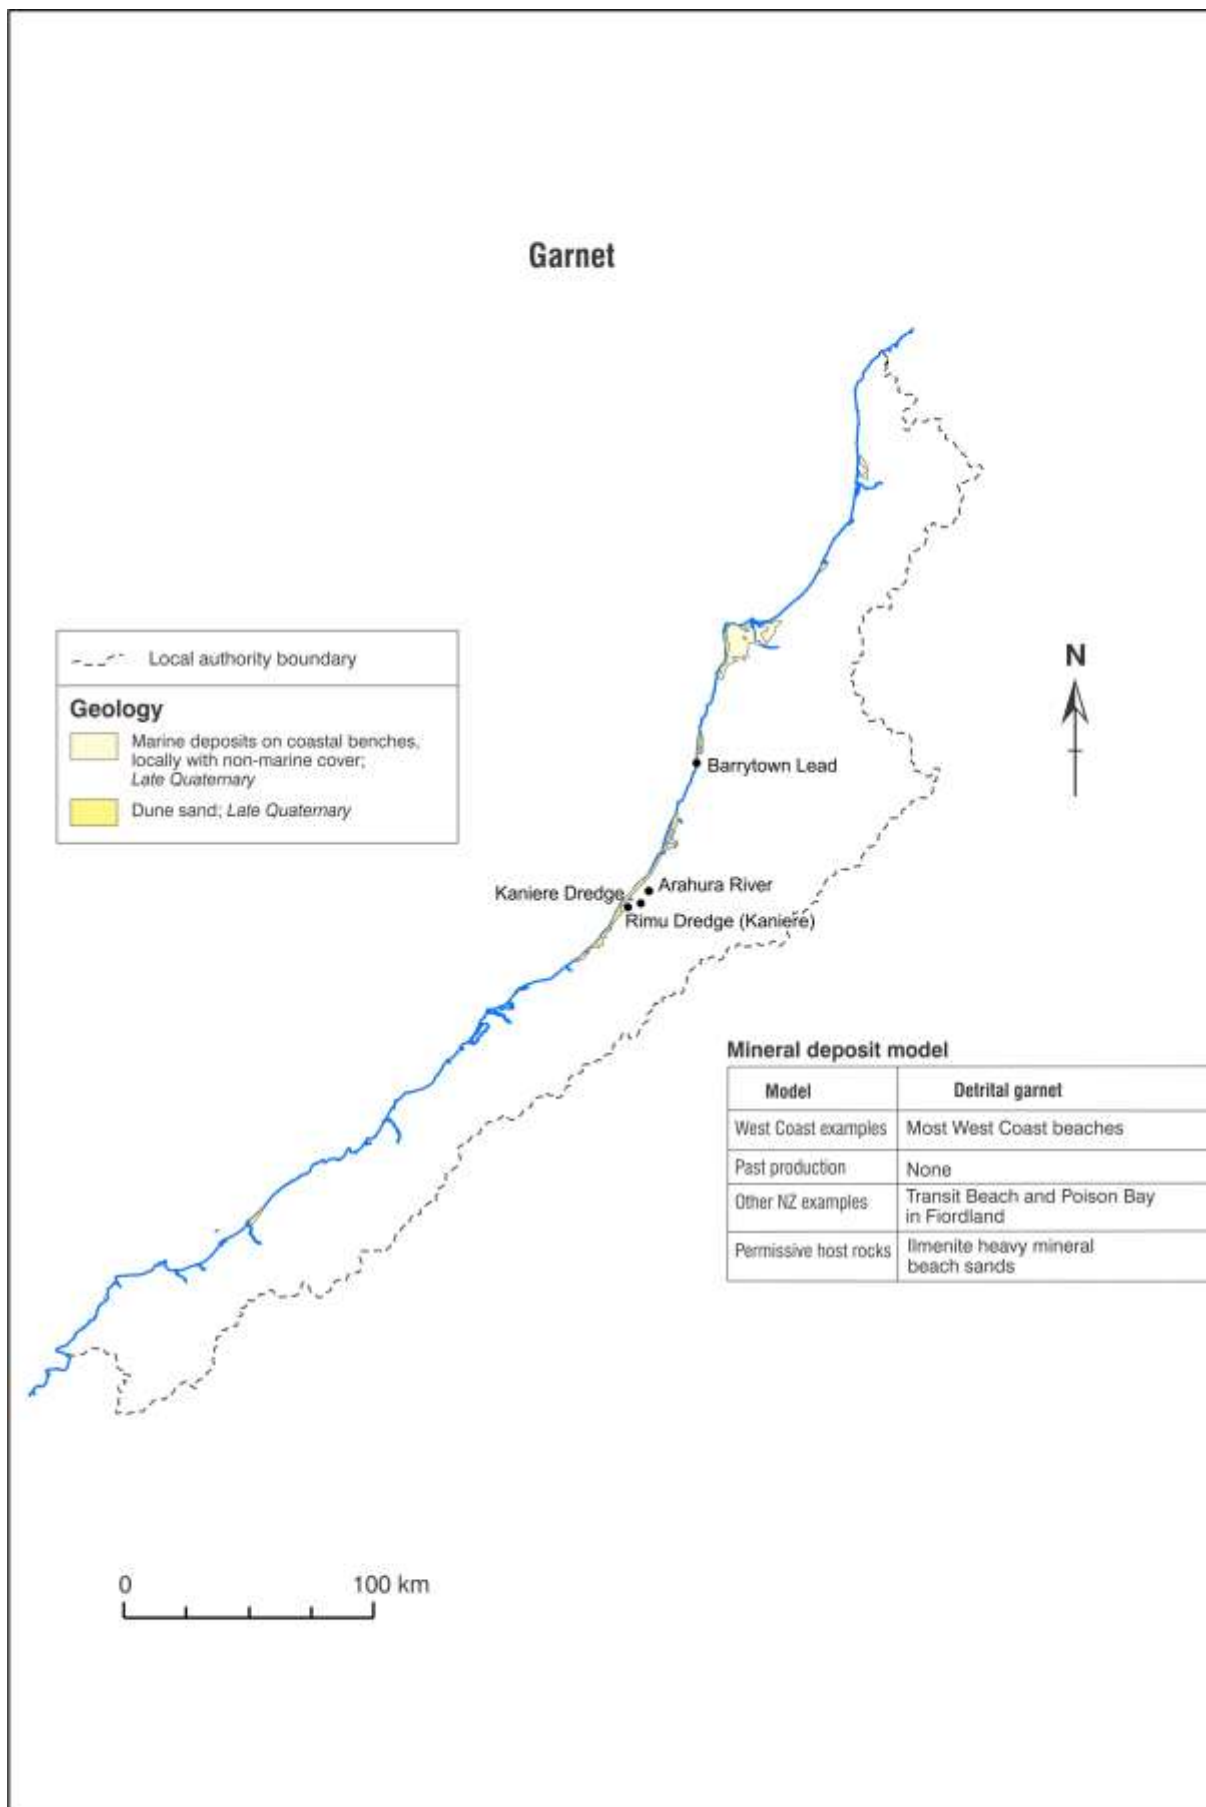 Garnet
Local authority boundary
Geology
Marine deposits on coastal benches,
locally with non-marine cover;
Late Quaternary
Dune sand; Late Quaternary
N
Barrytown Lead
Kaniere Dredge
Arahura River
Rimu Dredge (Kaniere)
Mineral deposit model
Model Detrital garnet
West Coast examples Most West Coast beaches
Past production None
Other NZ examples Transit Beach and Poison Bay
in Fiordland
Permissive host rocks Ilmenite heavy mineral
beach sands
0 100 km